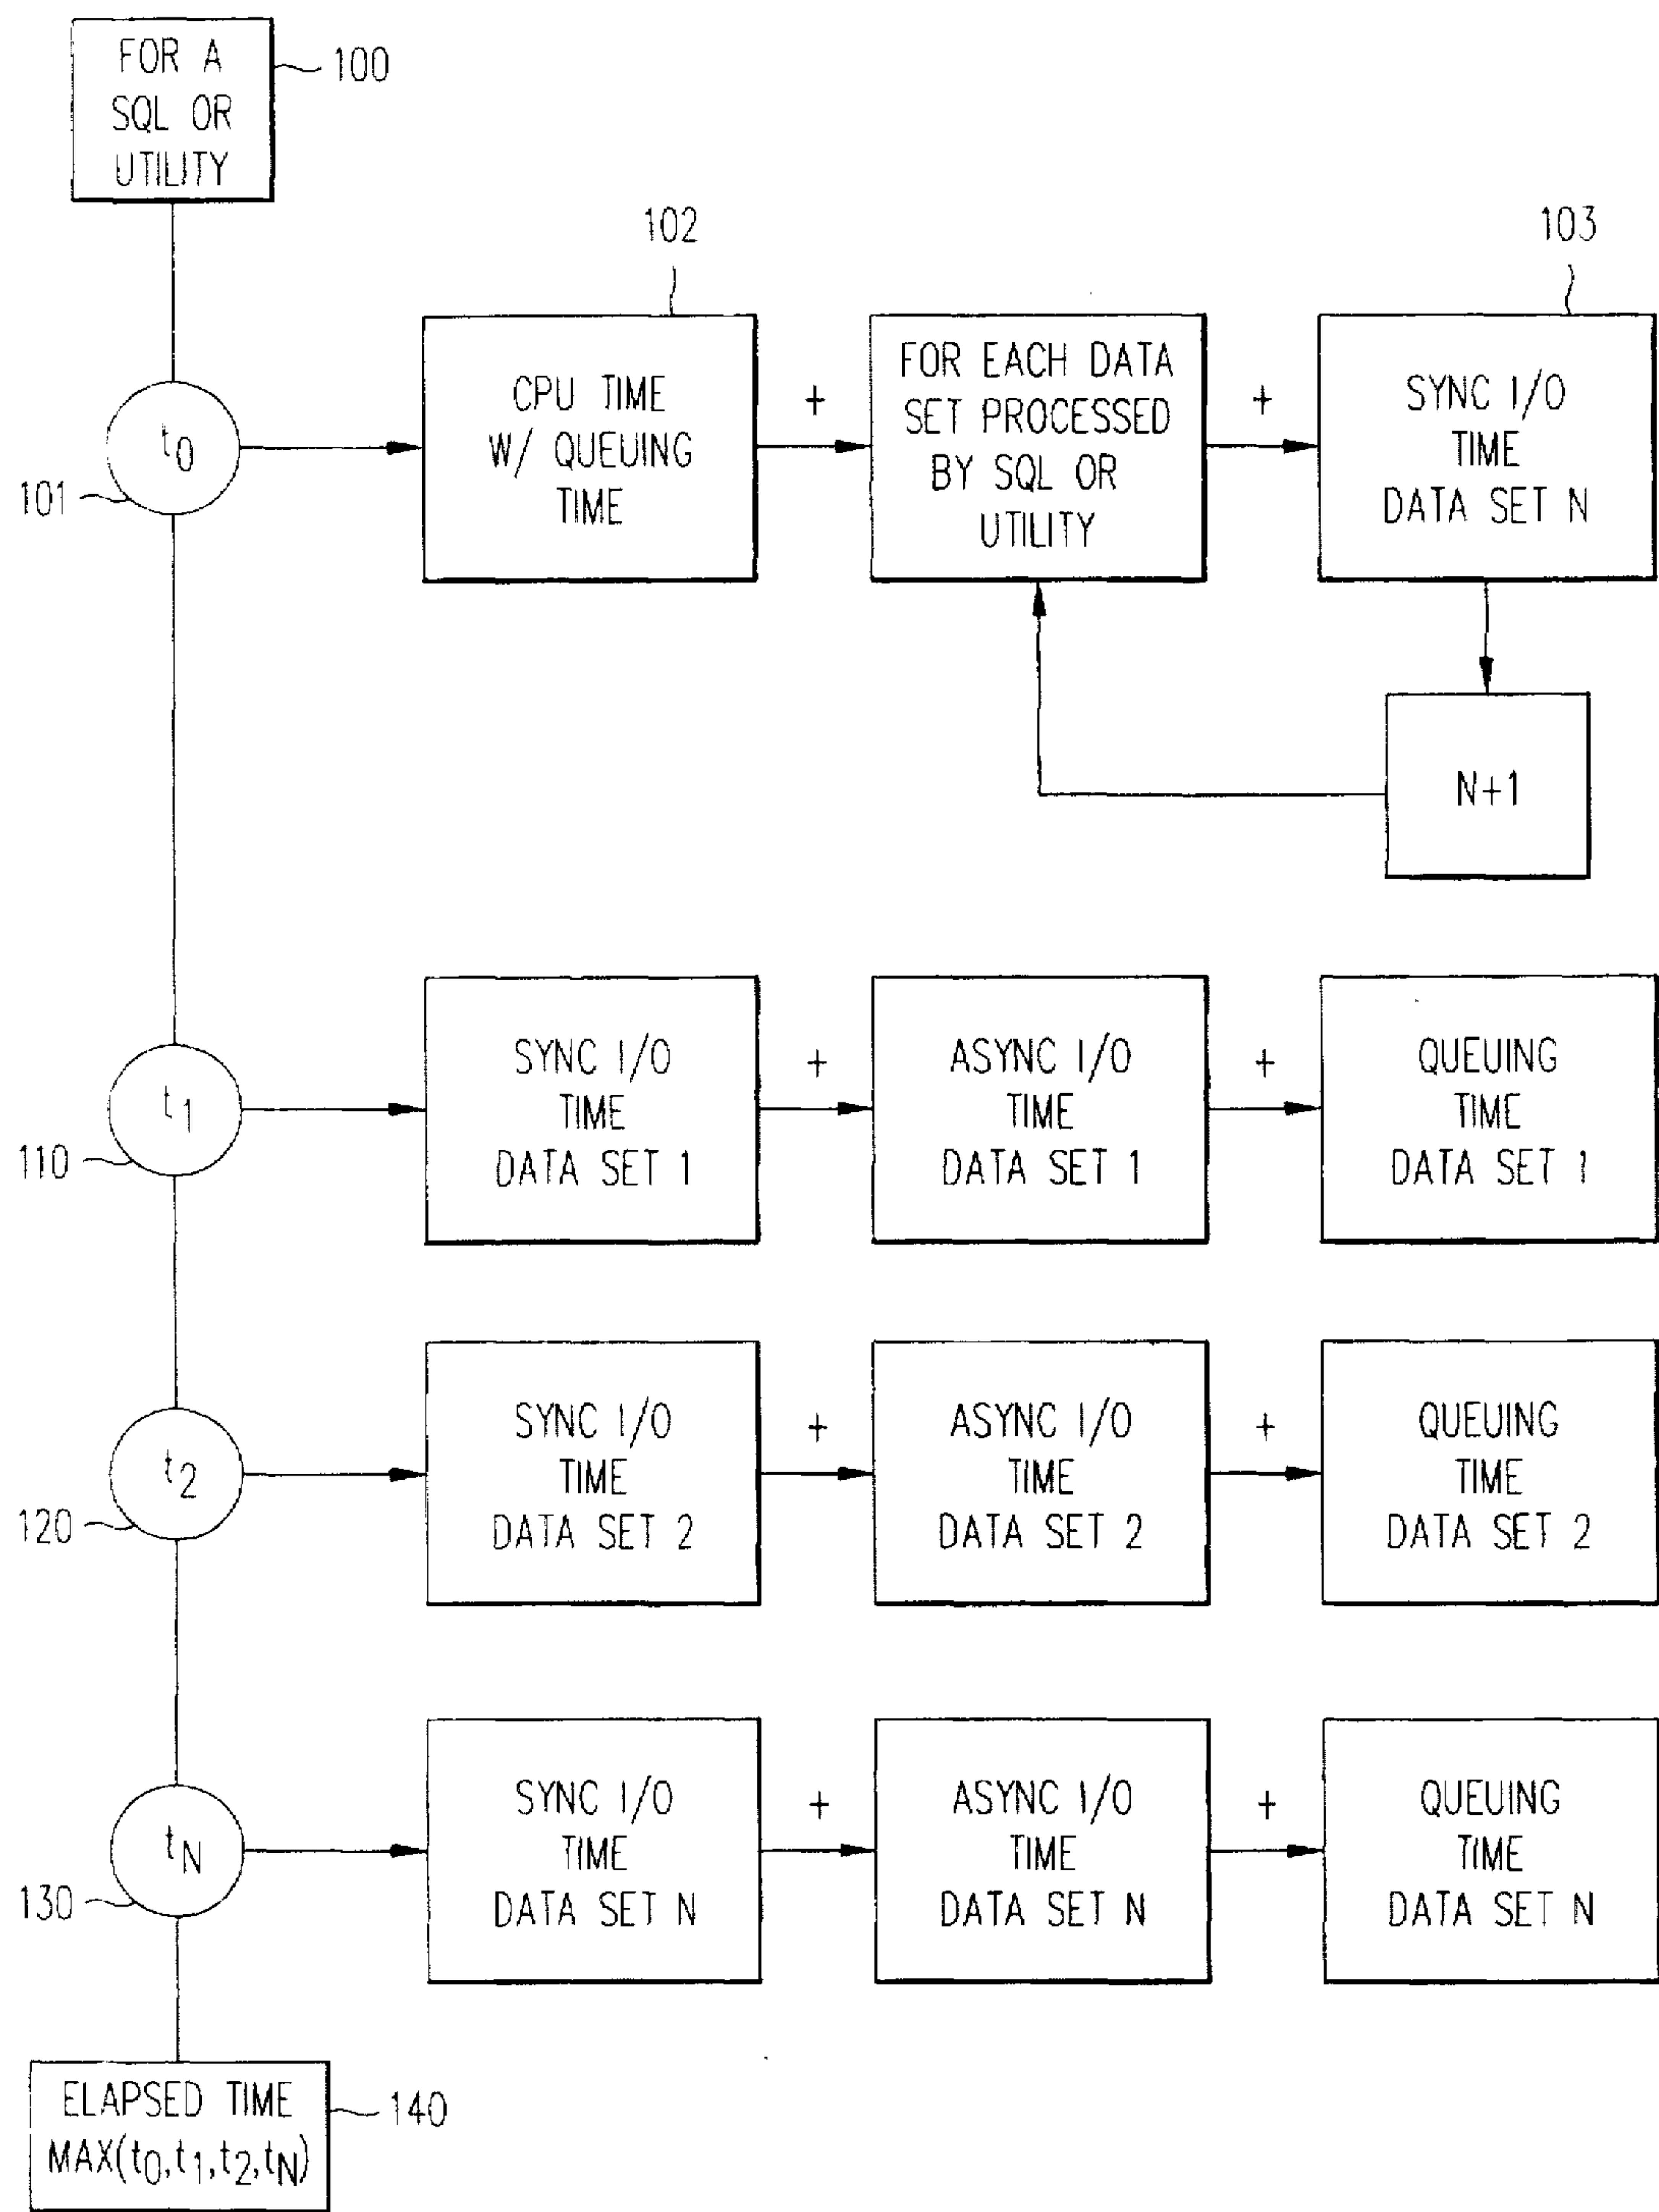 FOR A
SQL OR
UTILITY
100
102
103
t0
101
CPU TIME
W/ QUEUING
TIME
+
FOR EACH DATA
SET PROCESSED
BY SQL OR
UTILITY
+
SYNC I/O
TIME
DATA SET N
N+1
t1
110
SYNC I/O
TIME
DATA SET 1
+
ASYNC I/O
TIME
DATA SET 1
+
QUEUING
TIME
DATA SET 1
t2
120
SYNC I/O
TIME
DATA SET 2
+
ASYNC I/O
TIME
DATA SET 2
+
QUEUING
TIME
DATA SET 2
tN
130
SYNC I/O
TIME
DATA SET N
+
ASYNC I/O
TIME
DATA SET N
+
QUEUING
TIME
DATA SET N
ELAPSED TIME
MAX(t0,t1,t2,tN)
140